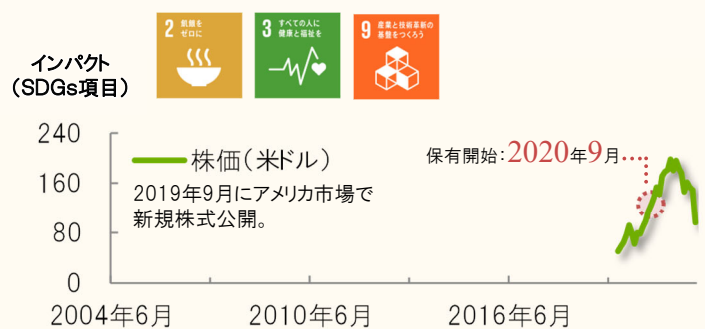 インパクト
（SDGs項目）
2 飢餓を
ゼロに
3 すべての人に
健康と福祉を
9 産業と技術革新の
基盤をつくろう
240
160
80
0
株価（米ドル）
2019年9月にアメリカ市場で
新規株式公開。
保有開始：2020年9月
2004年6月 2010年6月 2016年6月